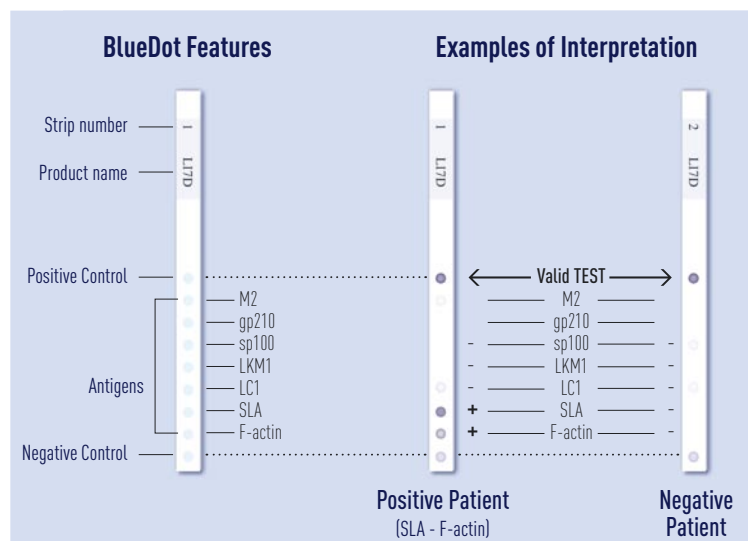 BlueDot Features
Examples of Interpretation
Strip number
1
1
2
Product name
LI7D
LI7D
LI7D
Positive Control
Valid TEST
M2
M2
gp210
gp210
sp100
- sp100 -
LKM1
- LKM1 -
Antigens
LC1
- LC1 -
SLA
+ SLA -
F-actin
+ F-actin -
Negative Control
Positive Patient
(SLA - F-actin)
Negative
Patient